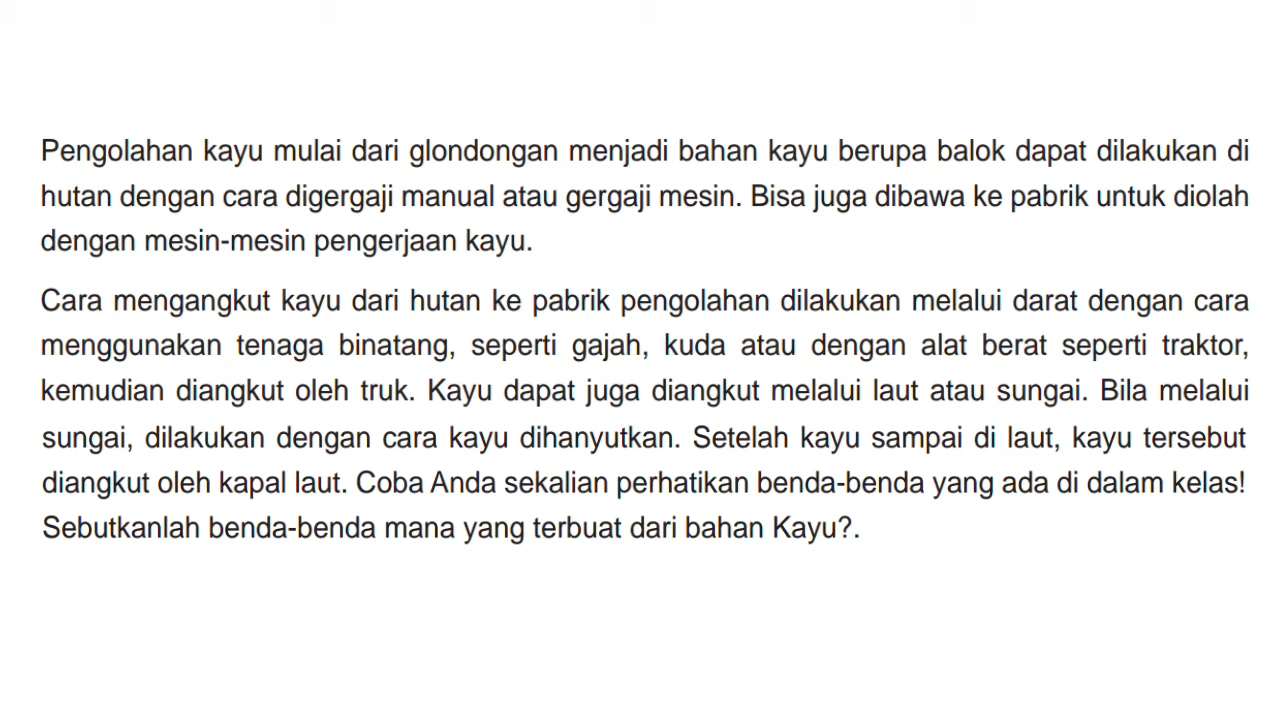 Pengolahan kayu mulai dari glondongan menjadi bahan kayu berupa balok dapat dilakukan di
hutan dengan cara digergaji manual atau gergaji mesin. Bisa juga dibawa ke pabrik untuk diolah
dengan mesin-mesin pengerjaan kayu.
Cara mengangkut kayu dari hutan ke pabrik pengolahan dilakukan melalui darat dengan cara
menggunakan tenaga binatang, seperti gajah, kuda atau dengan alat berat seperti traktor,
kemudian diangkut oleh truk. Kayu dapat juga diangkut melalui laut atau sungai. Bila melalui
sungai, dilakukan dengan cara kayu dihanyutkan. Setelah kayu sampai di laut, kayu tersebut
diangkut oleh kapal laut. Coba Anda sekalian perhatikan benda-benda yang ada di dalam kelas!
Sebutkanlah benda-benda mana yang terbuat dari bahan Kayu?.